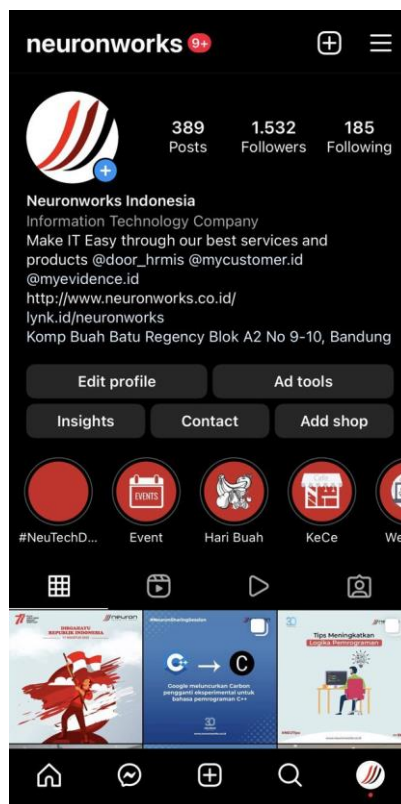 neuronworks 9+
389 1.532 185
Posts Followers Following
Neuronworks Indonesia
Information Technology Company
Make IT Easy through our best services and
products @door_hrmis @mycustomer.id
@myevidence.id
http://www.neuronworks.co.id/
lynk.id/neuronworks
Komp Buah Batu Regency Blok A2 No 9-10, Bandung
Edit profile Ad tools
Insights Contact Add shop
EVENTS
#NeuTechD... Event Hari Buah KeCe We
neuron
DIRGAHAYU
REPUBLIK INDONESIA
#NeuronSharingSession
C++ → C
Google meluncurkan Carbon
pengganti eksperimental untuk
bahasa pemrograman C++
Tips Meningkatkan
Logika Pemrograman